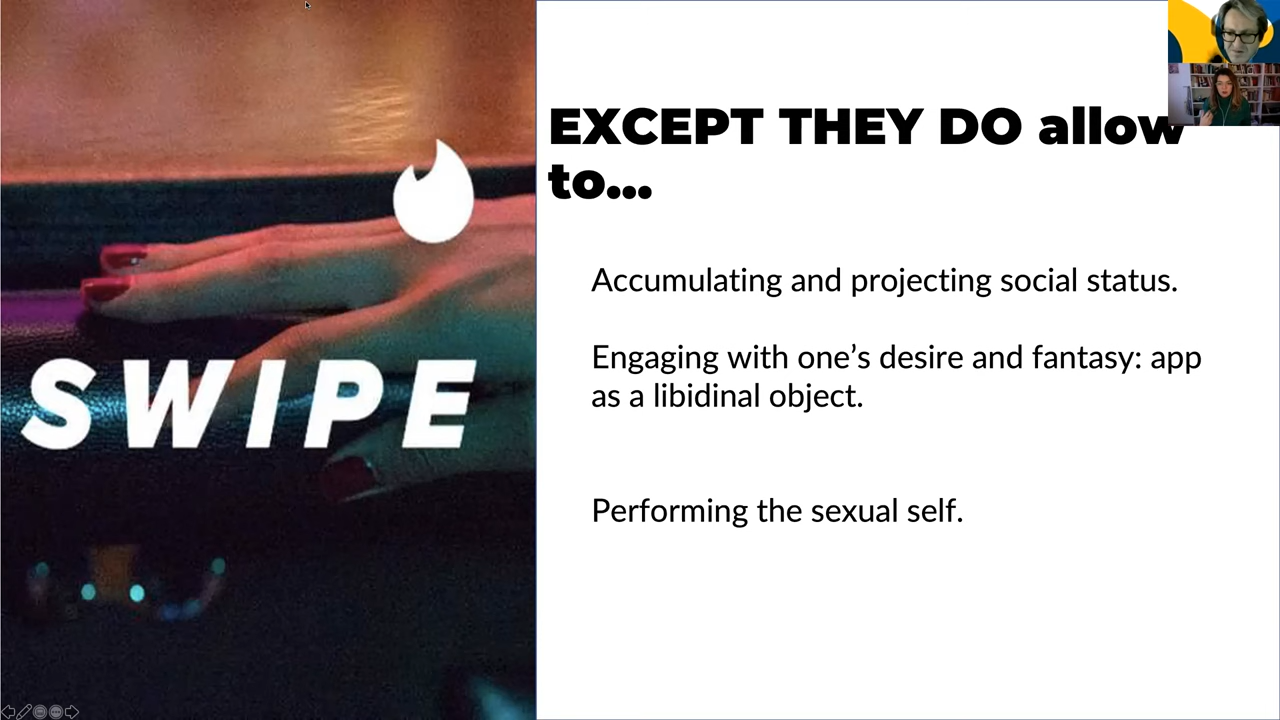 SWIPE
EXCEPT THEY DO allow
to...
Accumulating and projecting social status.
Engaging with one’s desire and fantasy: app
as a libidinal object.
Performing the sexual self.